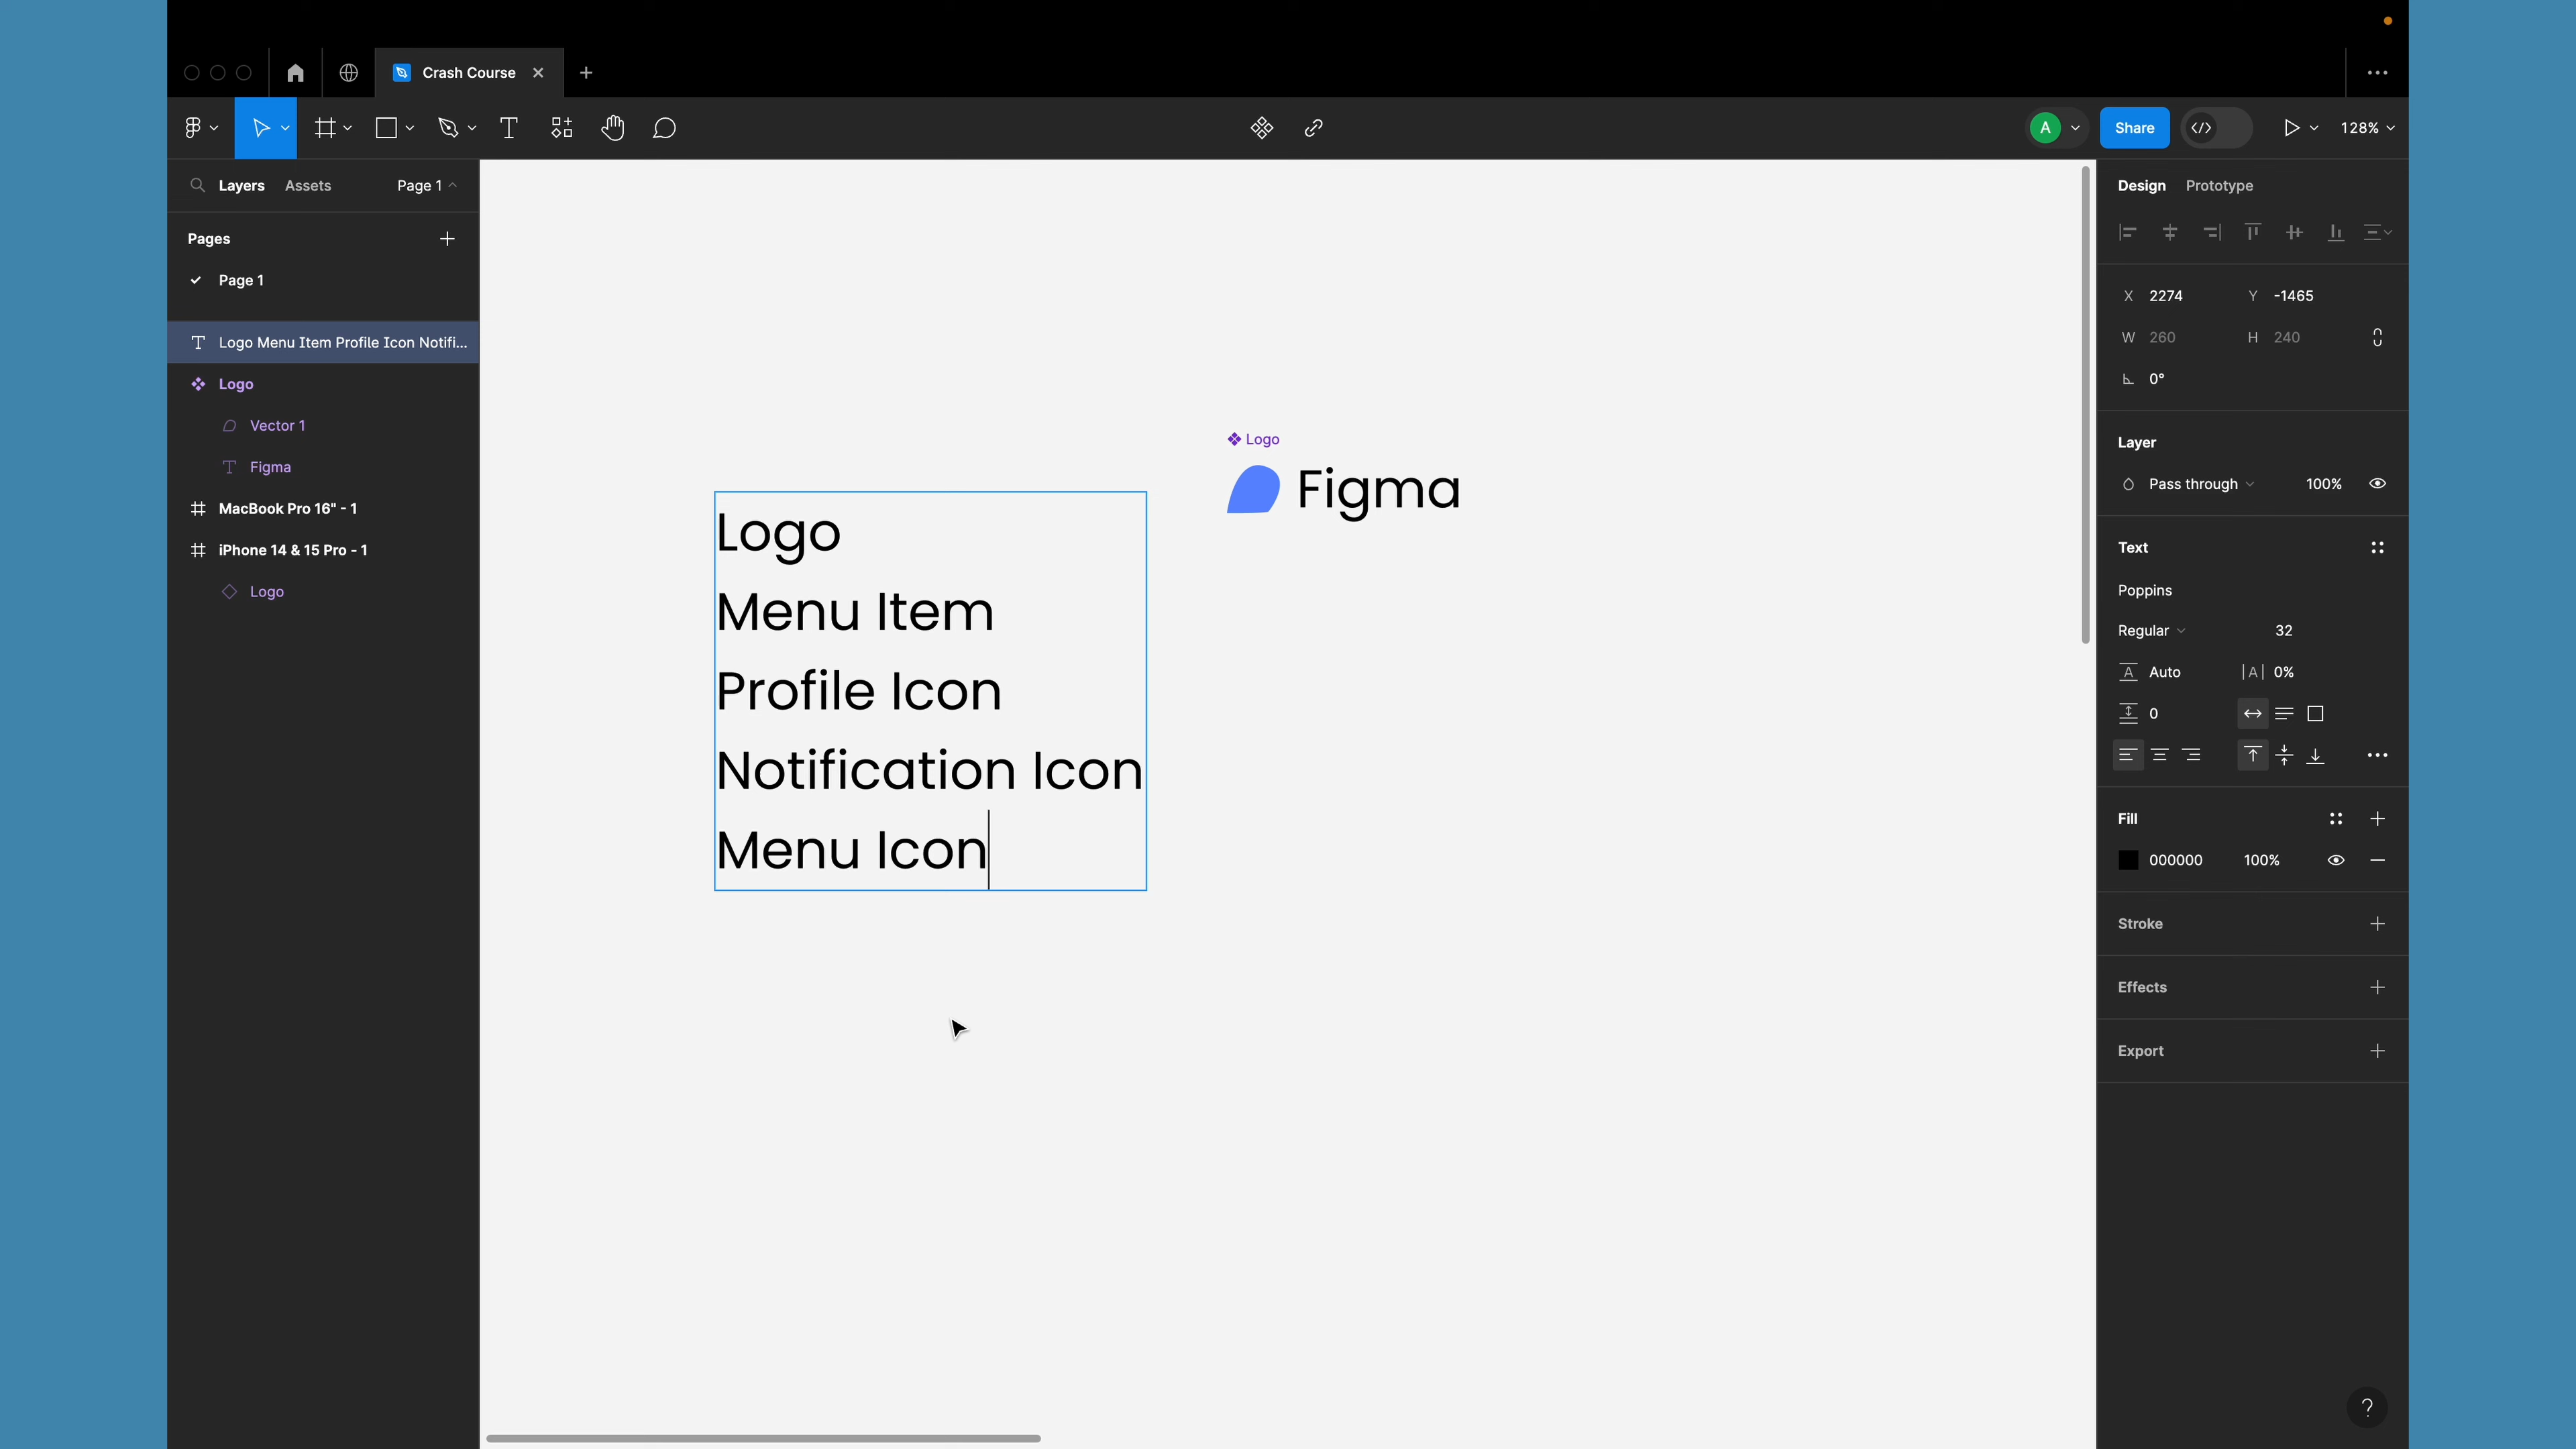 Crash Course
A
Share
128%
Layers
Assets
Page 1
Pages
Page 1
Logo Menu Item Profile Icon Notifi...
Logo
Vector 1
Figma
MacBook Pro 16" - 1
iPhone 14 & 15 Pro - 1
Logo
Logo
Figma
Logo
Menu Item
Profile Icon
Notification Icon
Menu Icon
Design
Prototype
X 2274 Y -1465
W 260 H 240
0°
Layer
Pass through 100%
Text
Poppins
Regular 32
A Auto |A| 0%
0
Fill
000000 100%
Stroke
Effects
Export
?